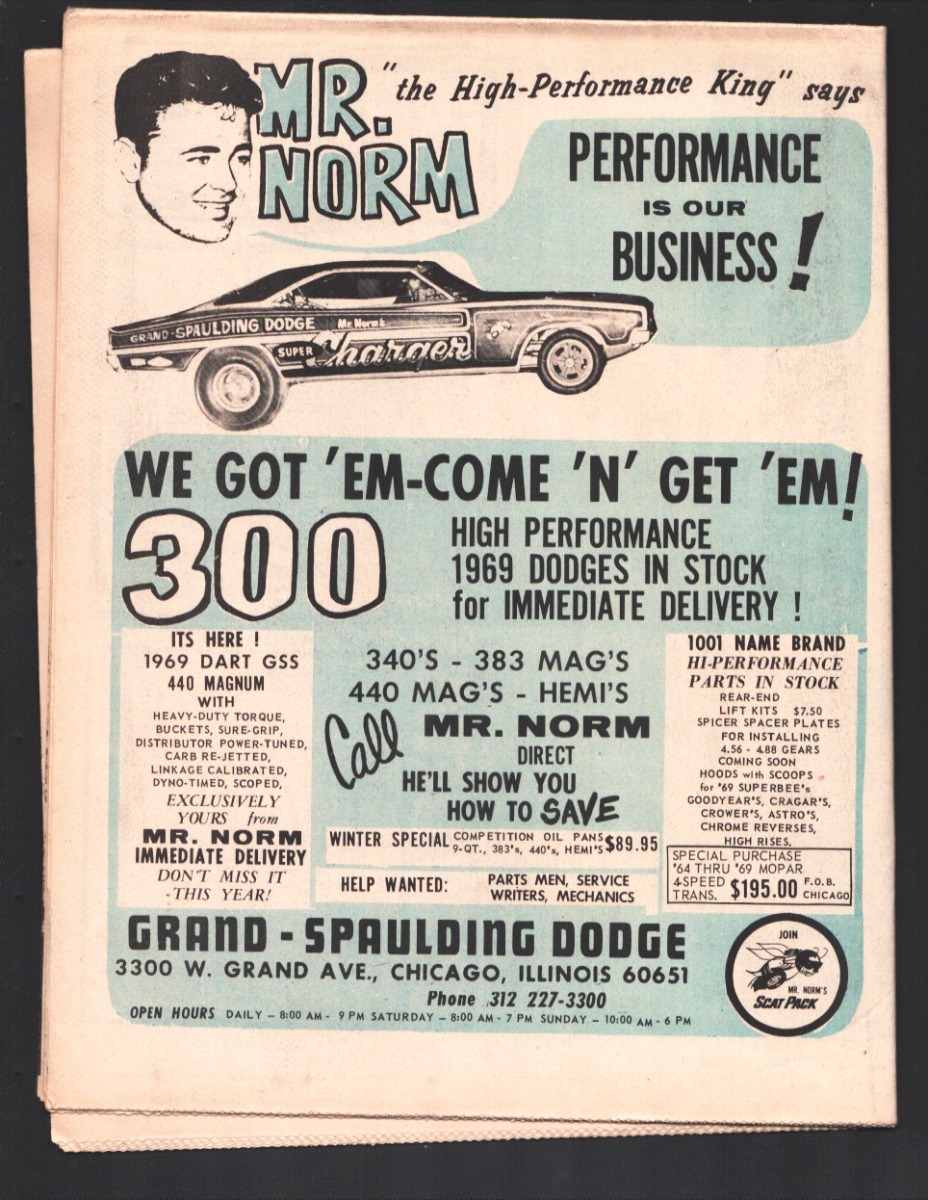 MR. NORM
"the High-Performance King" says
PERFORMANCE
IS OUR
BUSINESS!
GRAND-SPAULDING DODGE Mr. Norm's
SUPER Charger
WE GOT 'EM-COME 'N' GET 'EM!
300
HIGH PERFORMANCE
1969 DODGES IN STOCK
for IMMEDIATE DELIVERY !
ITS HERE !
1969 DART GSS
440 MAGNUM
WITH
HEAVY-DUTY TORQUE,
BUCKETS, SURE-GRIP,
DISTRIBUTOR POWER-TUNED,
CARB RE-JETTED,
LINKAGE CALIBRATED,
DYNO-TIMED, SCOPED,
EXCLUSIVELY
YOURS from
MR. NORM
IMMEDIATE DELIVERY
DON'T MISS IT
-THIS YEAR!
340'S - 383 MAG'S
440 MAG'S - HEMI'S
Call MR. NORM
DIRECT
HE'LL SHOW YOU
HOW TO SAVE
WINTER SPECIAL COMPETITION OIL PANS $89.95
9-QT., 383's, 440's, HEMI'S
HELP WANTED: PARTS MEN, SERVICE
WRITERS, MECHANICS
1001 NAME BRAND
HI-PERFORMANCE
PARTS IN STOCK
REAR-END
LIFT KITS $7.50
SPICER SPACER PLATES
FOR INSTALLING
4.56 - 4.88 GEARS
COMING SOON
HOODS with SCOOPS
for '69 SUPERBEE's
GOODYEAR'S, CRAGAR'S,
CROWER'S, ASTRO'S,
CHROME REVERSES,
HIGH RISES,
SPECIAL PURCHASE
'64 THRU '69 MOPAR
4-SPEED TRANS. $195.00 F.O.B. CHICAGO
GRAND - SPAULDING DODGE
3300 W. GRAND AVE., CHICAGO, ILLINOIS 60651
Phone 312 227-3300
OPEN HOURS DAILY - 8:00 AM - 9 PM SATURDAY - 8:00 AM - 7 PM SUNDAY - 10:00 AM - 6 PM
JOIN
MR. NORM'S
SCAT PACK